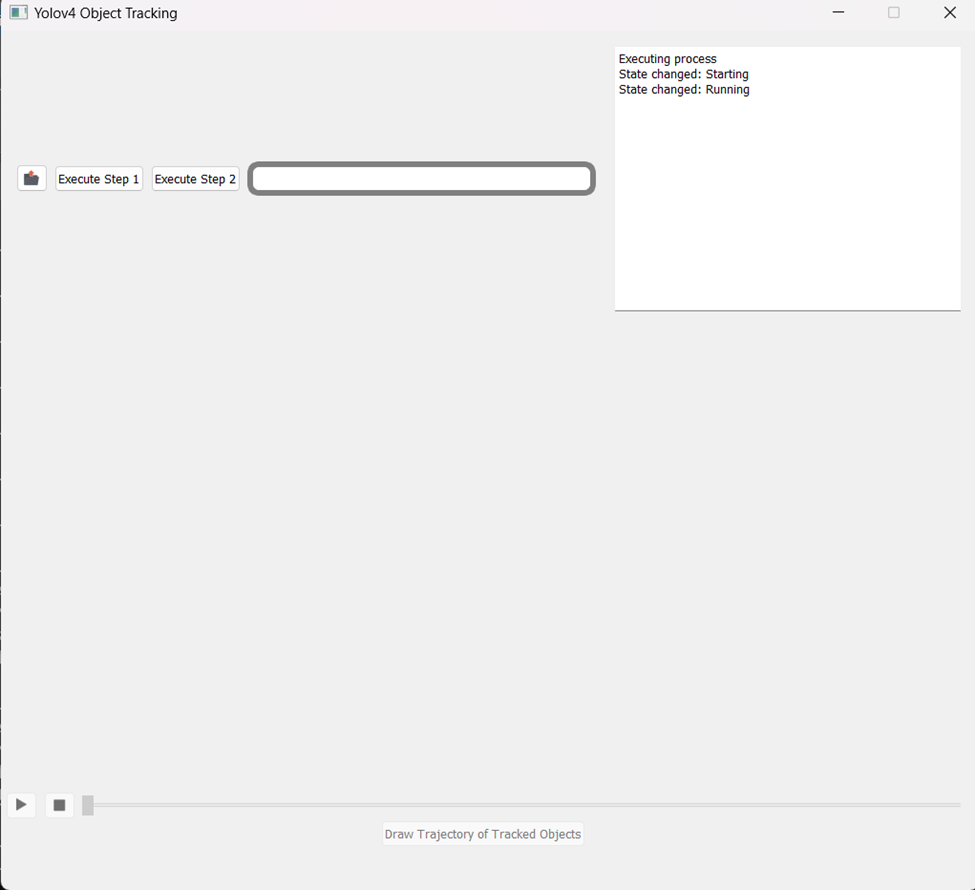 Yolov4 Object Tracking
Executing process
State changed: Starting
State changed: Running
Execute Step 1
Execute Step 2
Draw Trajectory of Tracked Objects